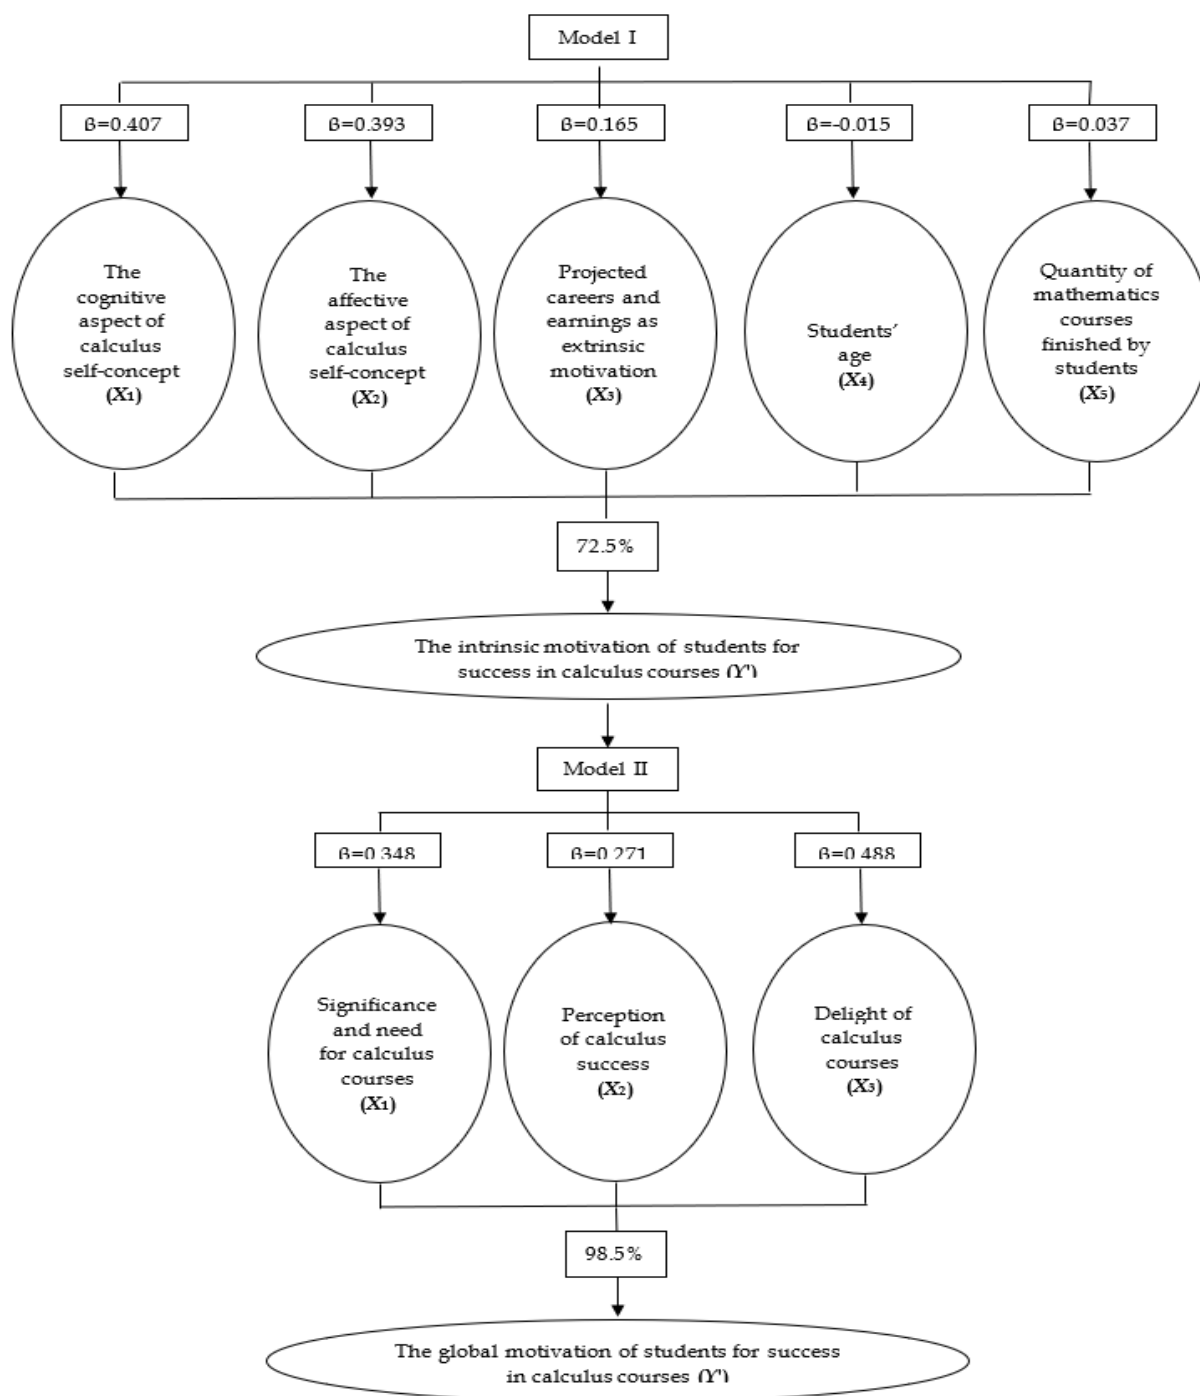 Model I
β=0.407
β=0.393
β=0.165
β=-0.015
β=0.037
The
cognitive
aspect of
calculus
self-concept
(X₁)
The
affective
aspect of
calculus
self-concept
(X₂)
Projected
careers and
earnings as
extrinsic
motivation
(X₃)
Students'
age
(X₄)
Quantity of
mathematics
courses
finished by
students
(X₅)
72.5%
The intrinsic motivation of students for
success in calculus courses (Y')
Model II
β=0.348
β=0.271
β=0.488
Significance
and need
for calculus
courses
(X₁)
Perception
of calculus
success
(X₂)
Delight of
calculus
courses
(X₃)
98.5%
The global motivation of students for success
in calculus courses (Y')